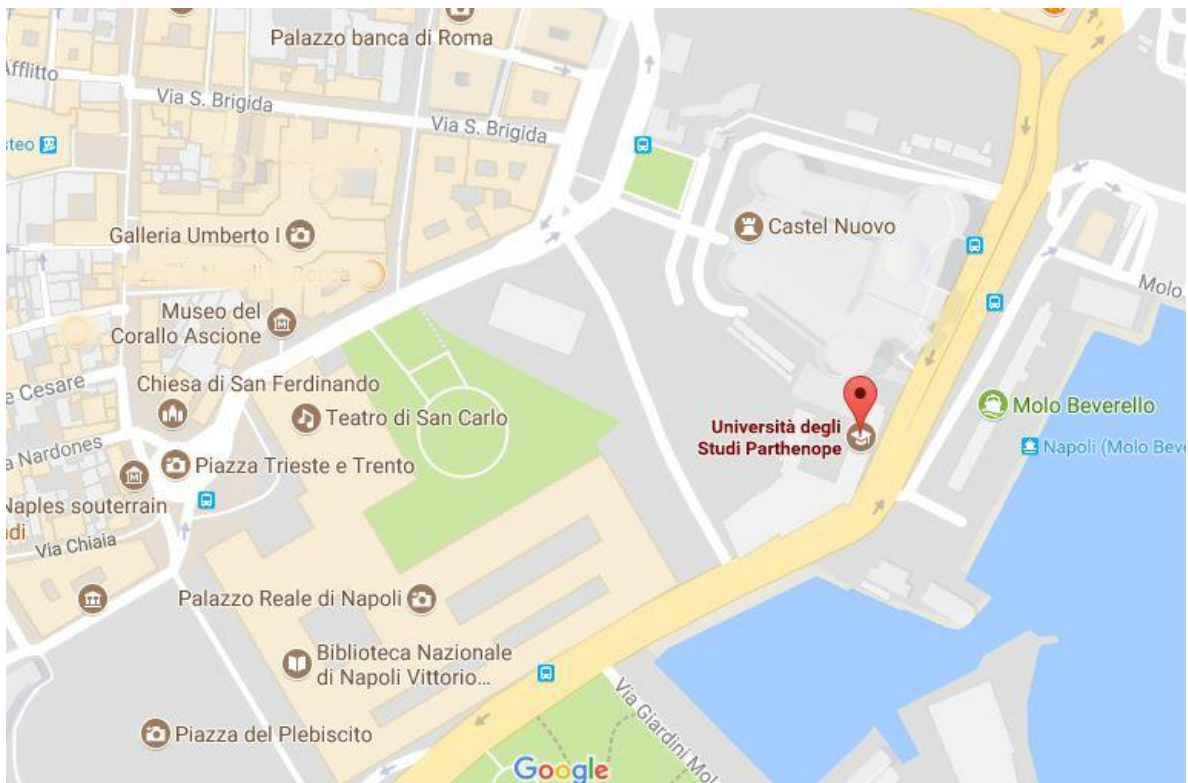 Palazzo banca di Roma
Afflitto
Via S. Brigida
Via S. Brigida
steo
Castel Nuovo
Galleria Umberto I
Molo
Museo del
Corallo Ascione
e Cesare
Chiesa di San Ferdinando
Teatro di San Carlo
Molo Beverello
Università degli
Studi Parthenope
a Nardones
Piazza Trieste e Trento
Napoli (Molo Beve
Naples souterrain
di
Via Chiaia
Palazzo Reale di Napoli
Biblioteca Nazionale
di Napoli Vittorio...
Via Giardini Mol
Piazza del Plebiscito
Google